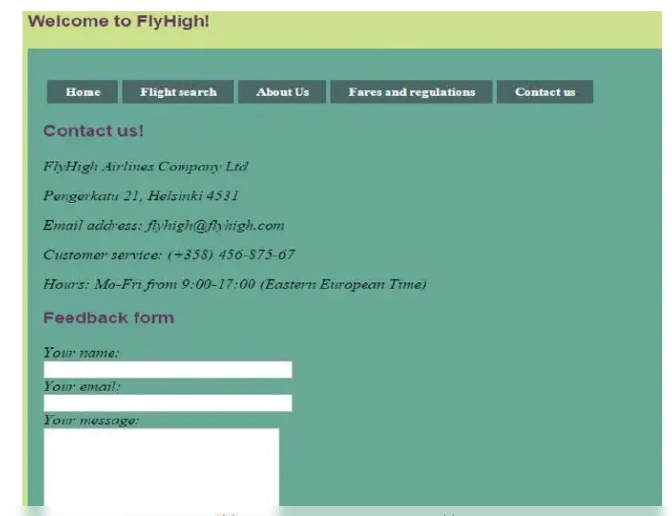 Welcome to FlyHigh!
Home Flight search About Us Fares and regulations Contact us
Contact us!
FlyHigh Airlines Company Ltd
Pengerkatu 21, Helsinki 4531
Email address: flyhigh@flyhigh.com
Customer service: (+358) 456-875-67
Hours: Mo-Fri from 9:00-17:00 (Eastern European Time)
Feedback form
Your name:
Your email:
Your message: